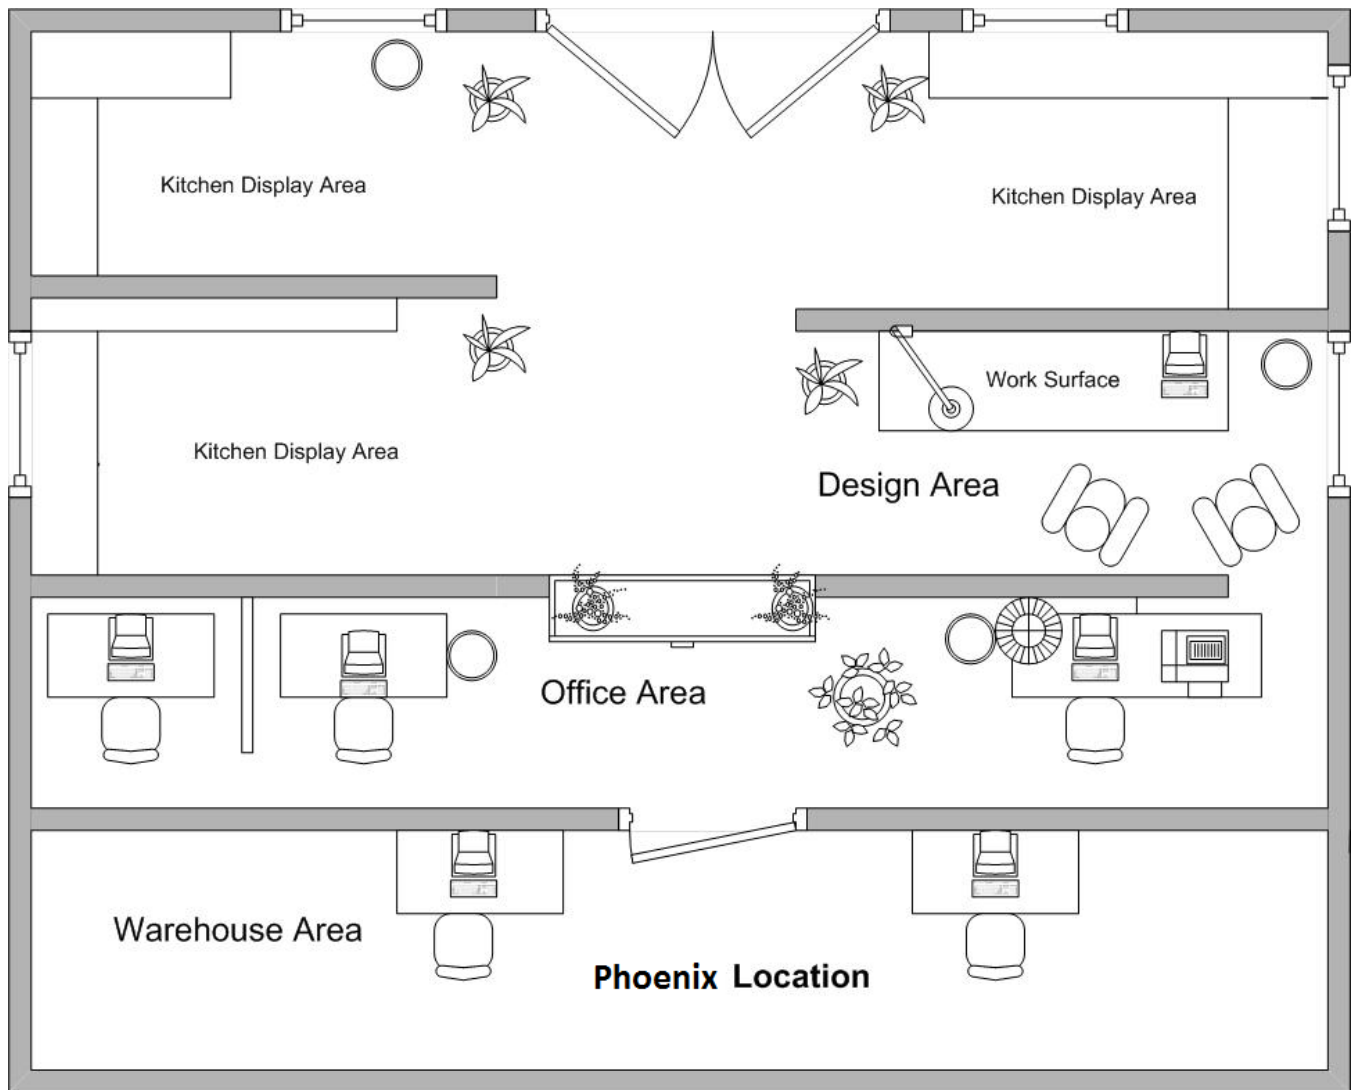 Kitchen Display Area
Kitchen Display Area
Work Surface
Kitchen Display Area
Design Area
Office Area
Warehouse Area
Phoenix Location